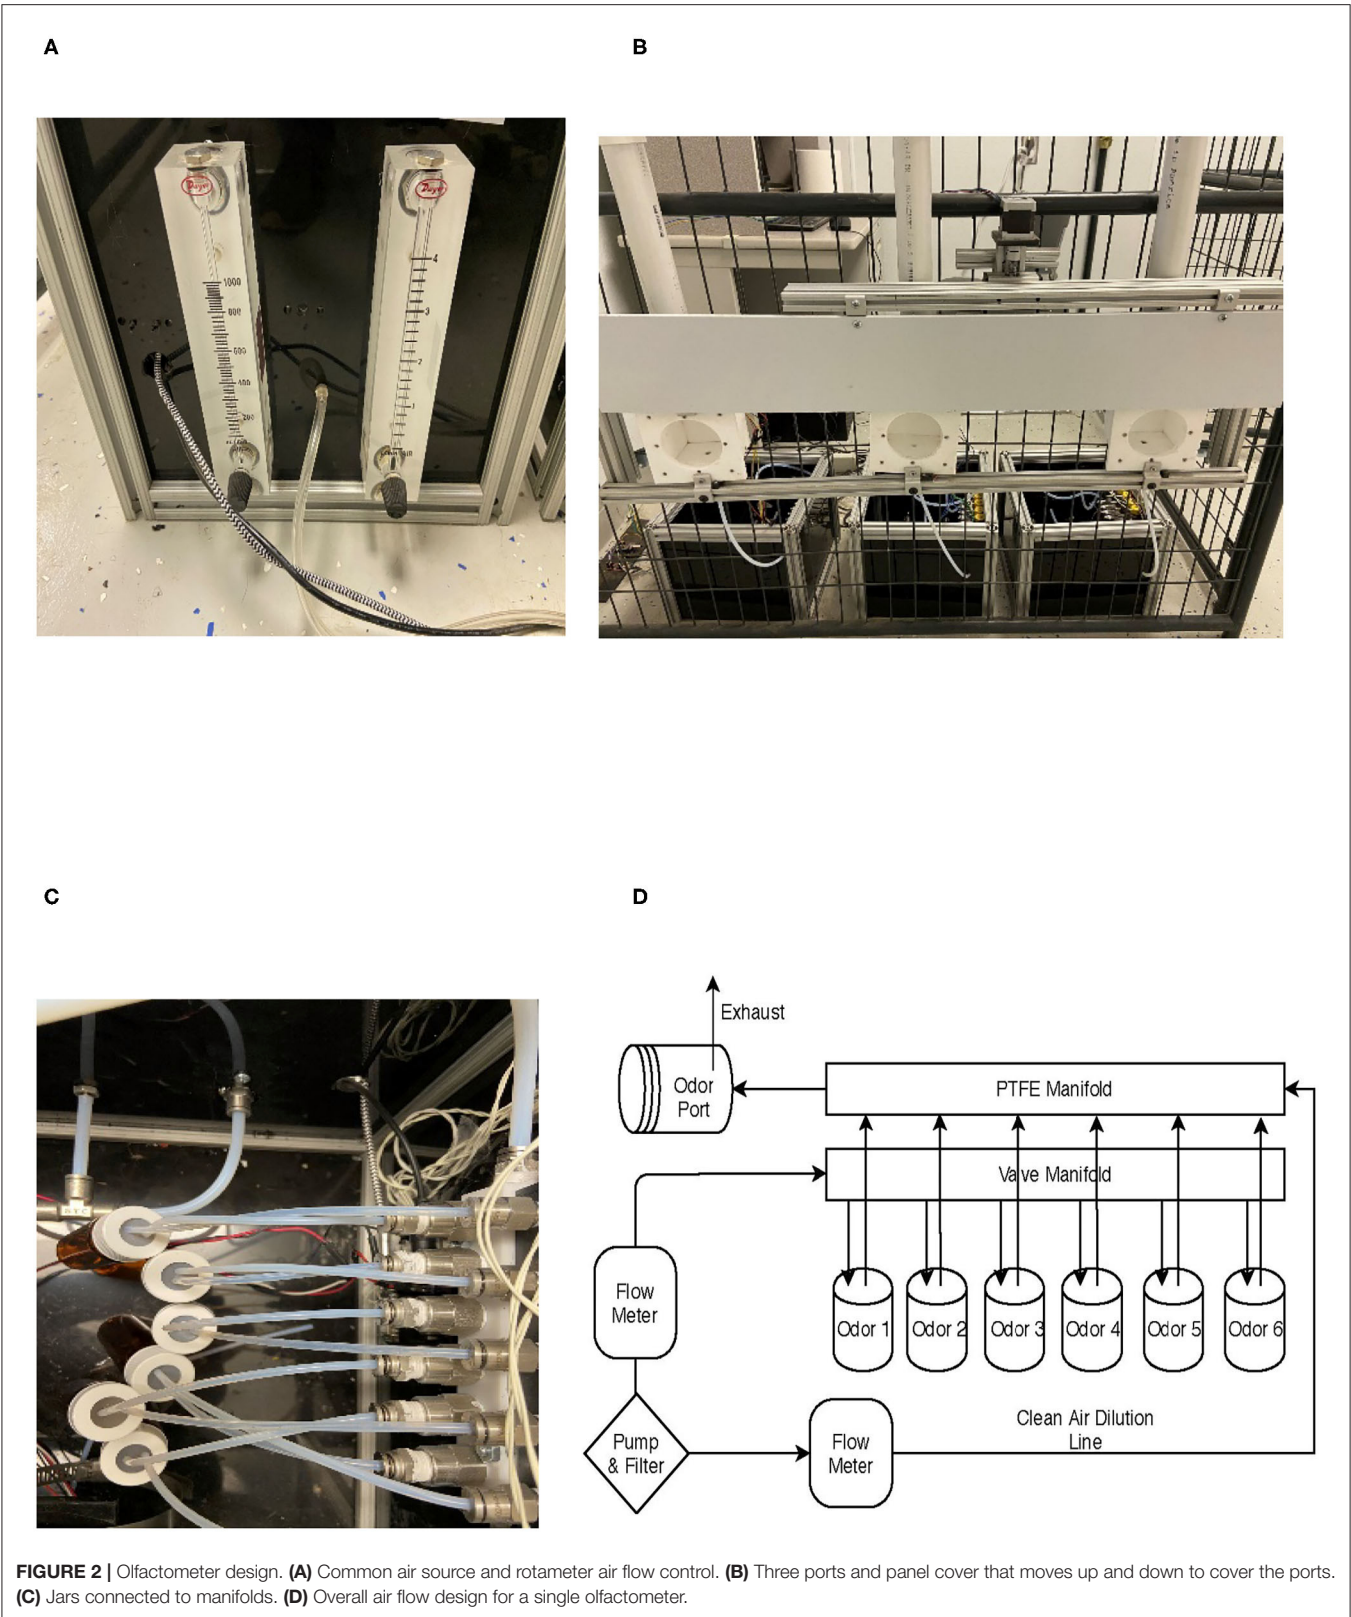 A
B
Dwyer
Dwyer
1000
800
600
400
200
4
3
2
1
C
D
Exhaust
Odor
Port
PTFE Manifold
Valve Manifold
Flow
Meter
Odor 1
Odor 2
Odor 3
Odor 4
Odor 5
Odor 6
Pump
& Filter
Flow
Meter
Clean Air Dilution
Line
FIGURE 2 | Olfactometer design. (A) Common air source and rotameter air flow control. (B) Three ports and panel cover that moves up and down to cover the ports.
(C) Jars connected to manifolds. (D) Overall air flow design for a single olfactometer.